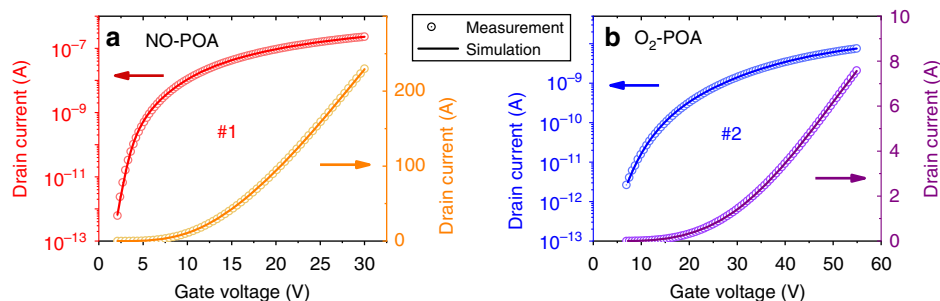 a NO-POA
Measurement
Simulation
b O₂-POA
#1
#2
Drain current (A)
10⁻⁷
10⁻⁹
10⁻¹¹
10⁻¹³
0 5 10 15 20 25 30
Gate voltage (V)
200
100
0
Drain current (A)
Drain current (A)
10⁻⁹
10⁻¹⁰
10⁻¹¹
10⁻¹²
10⁻¹³
0 10 20 30 40 50 60
Gate voltage (V)
10
8
6
4
2
0
Drain current (A)